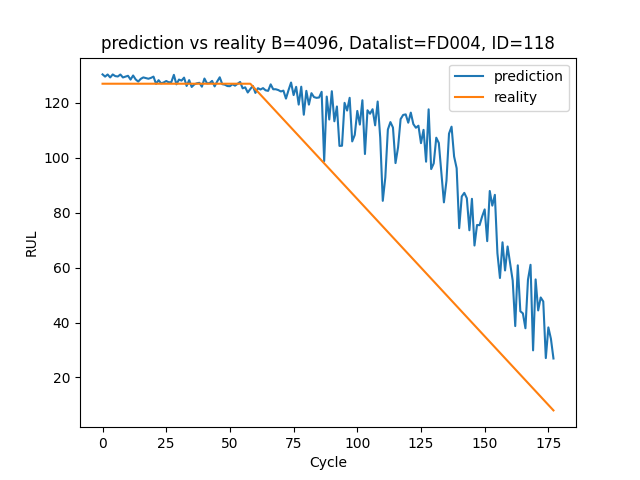 prediction vs reality B=4096, Datalist=FD004, ID=118
prediction
reality
RUL
120
100
80
60
40
20
0 25 50 75 100 125 150 175
Cycle